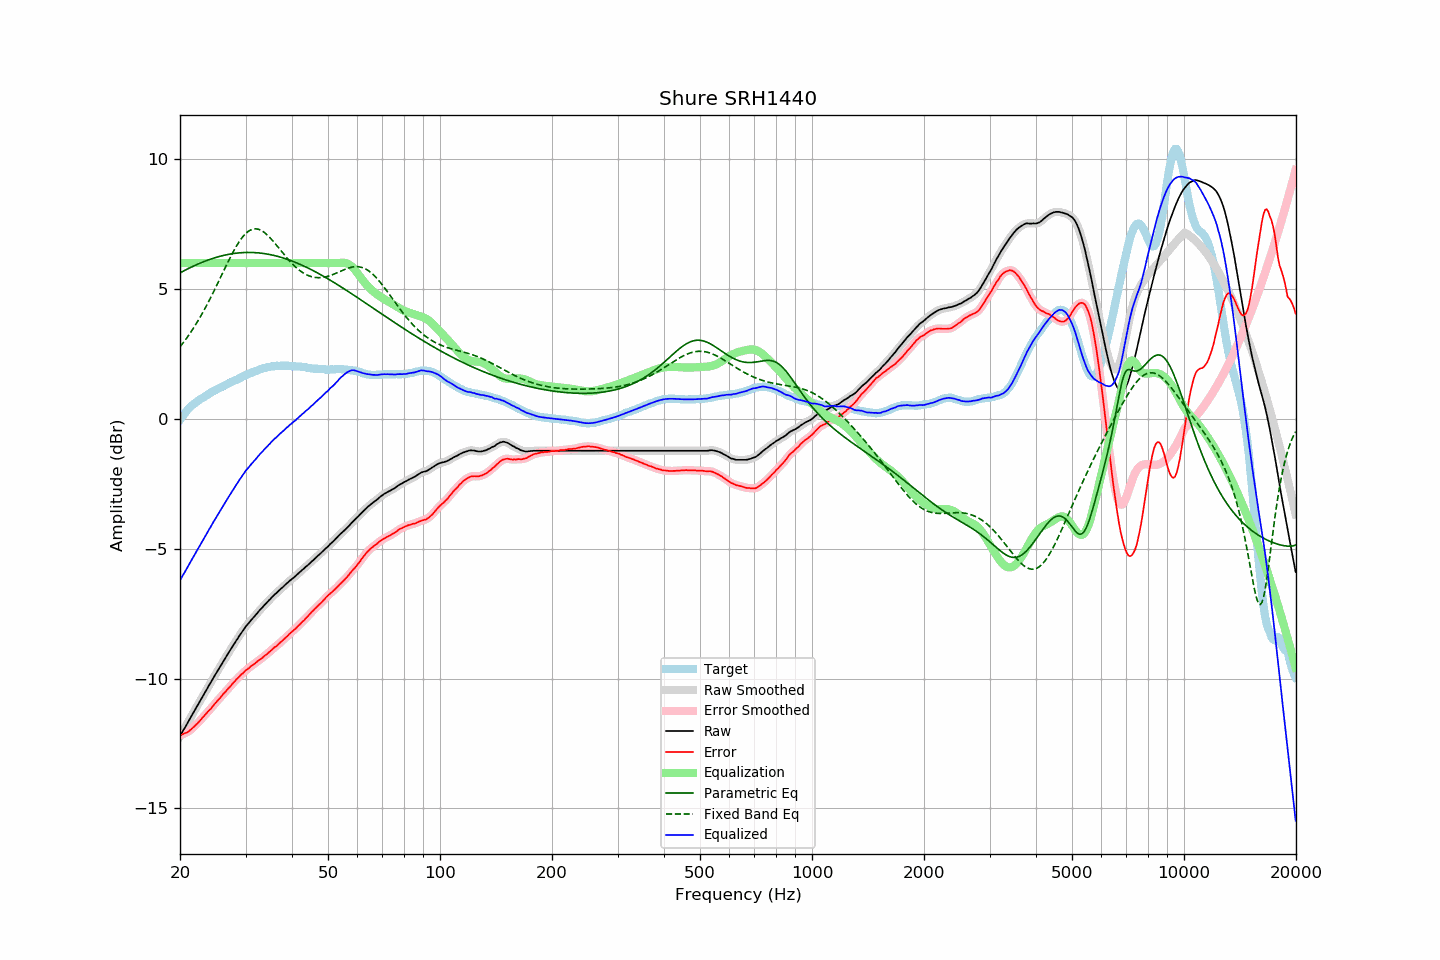 Shure SRH1440
Amplitude (dBr)
10
5
0
−5
−10
−15
Target
Raw Smoothed
Error Smoothed
Raw
Error
Equalization
Parametric Eq
Fixed Band Eq
Equalized
20 50 100 200 500 1000 2000 5000 10000 20000
Frequency (Hz)